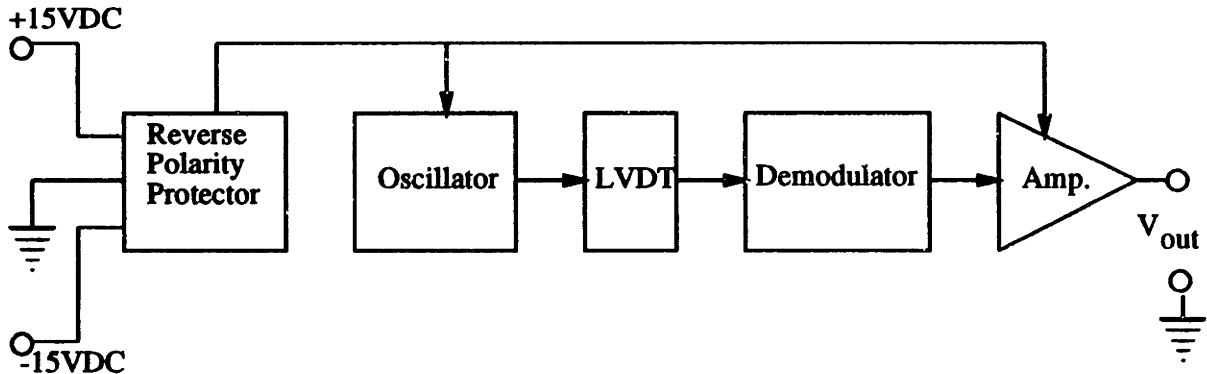 +15VDC
Reverse
Polarity
Protector
Oscillator
LVDT
Demodulator
Amp.
V out
-15VDC